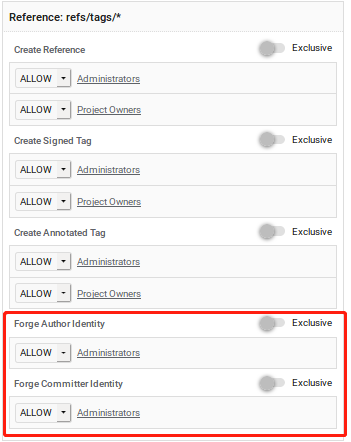 Reference: refs/tags/*
Create Reference Exclusive
ALLOW Administrators
ALLOW Project Owners
Create Signed Tag Exclusive
ALLOW Administrators
ALLOW Project Owners
Create Annotated Tag Exclusive
ALLOW Administrators
ALLOW Project Owners
Forge Author Identity Exclusive
ALLOW Administrators
Forge Committer Identity Exclusive
ALLOW Administrators